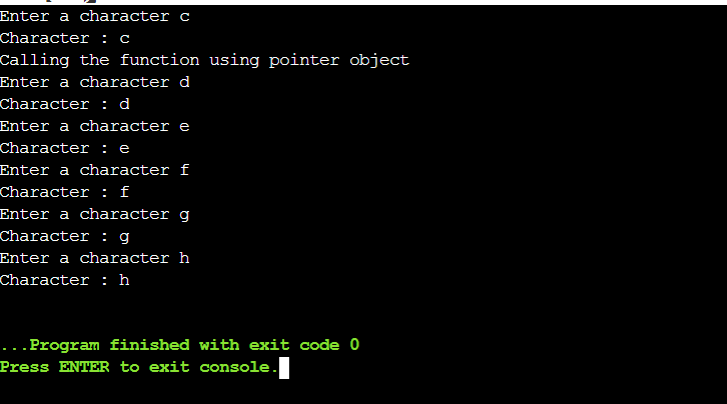 Enter a character c
Character : c
Calling the function using pointer object
Enter a character d
Character : d
Enter a character e
Character : e
Enter a character f
Character : f
Enter a character g
Character : g
Enter a character h
Character : h
...Program finished with exit code 0
Press ENTER to exit console.